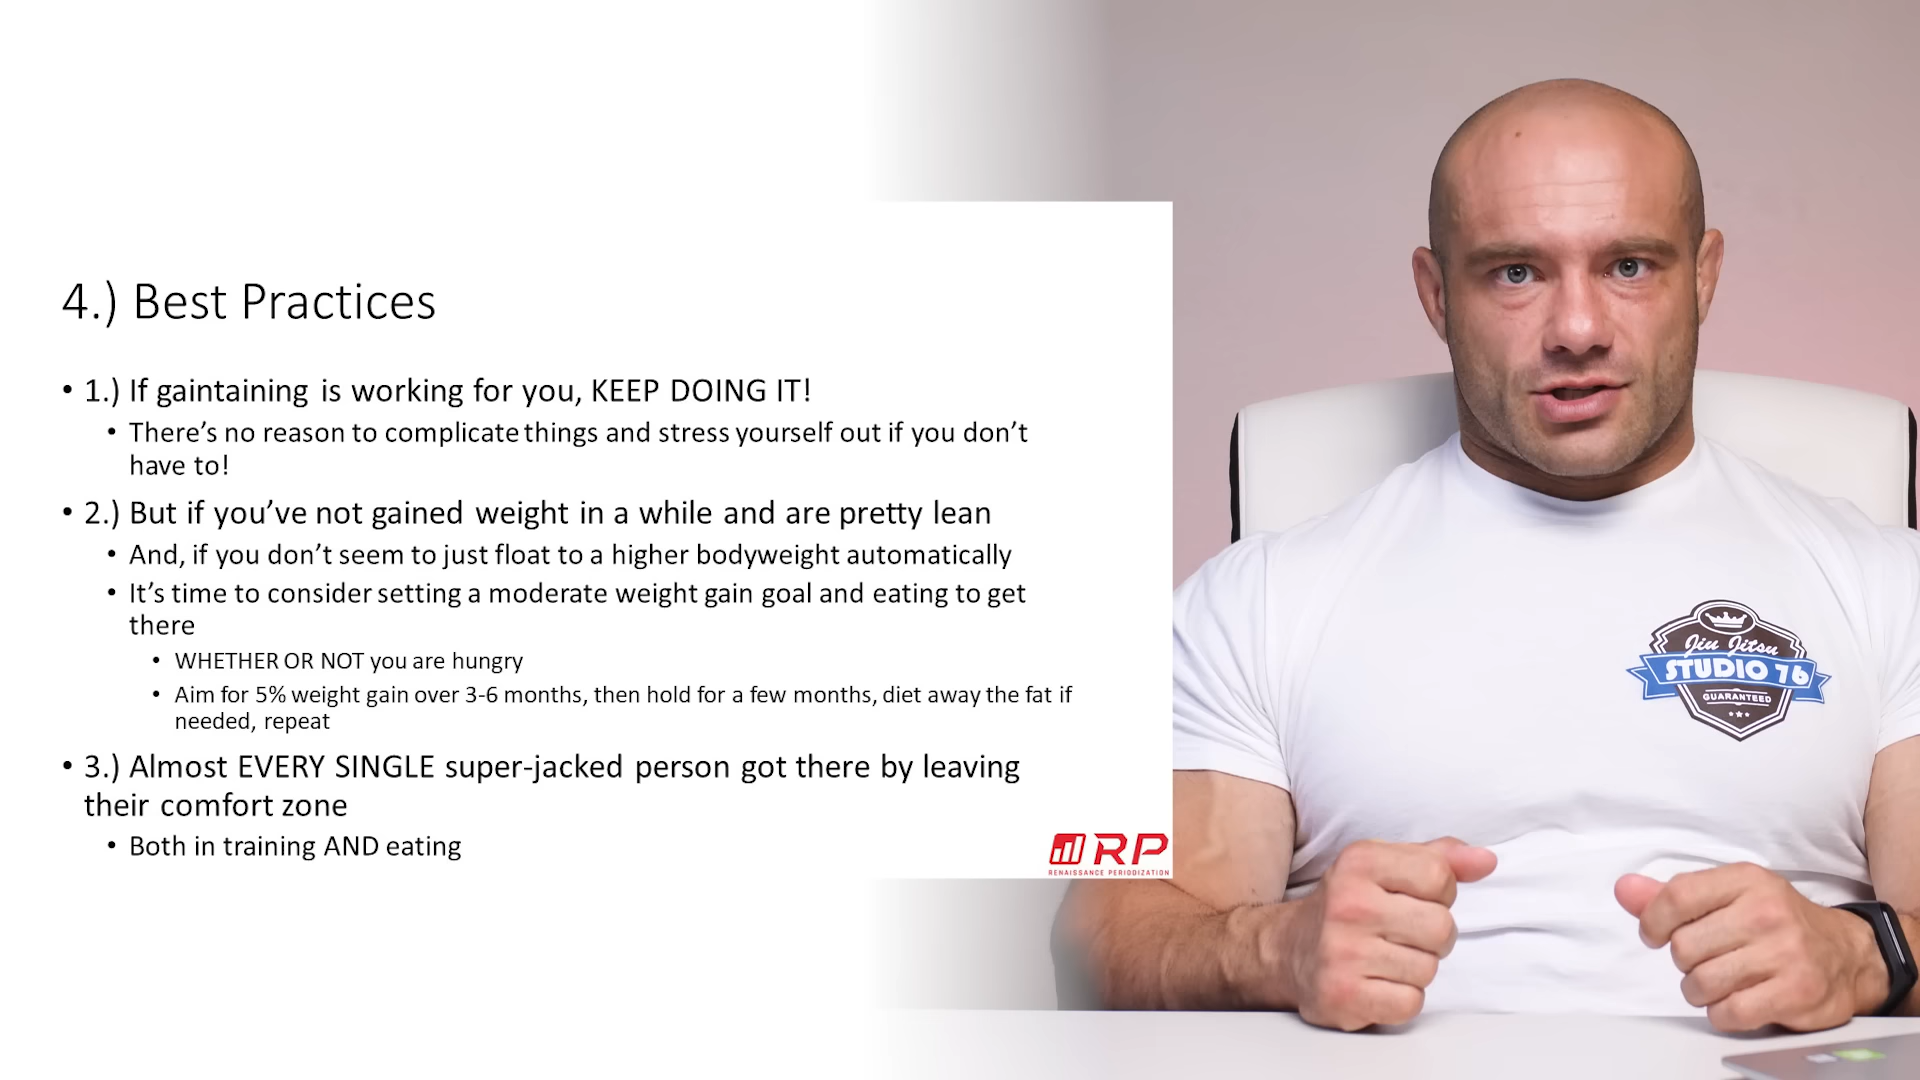 4.) Best Practices
• 1.) If gaintaining is working for you, KEEP DOING IT!
• There’s no reason to complicate things and stress yourself out if you don’t
have to!
• 2.) But if you’ve not gained weight in a while and are pretty lean
• And, if you don’t seem to just float to a higher bodyweight automatically
• It’s time to consider setting a moderate weight gain goal and eating to get
there
• WHETHER OR NOT you are hungry
• Aim for 5% weight gain over 3-6 months, then hold for a few months, diet away the fat if
needed, repeat
• 3.) Almost EVERY SINGLE super-jacked person got there by leaving
their comfort zone
• Both in training AND eating
RP
RENAISSANCE PERIODIZATION
Jiu Jitsu
STUDIO 76
GUARANTEED